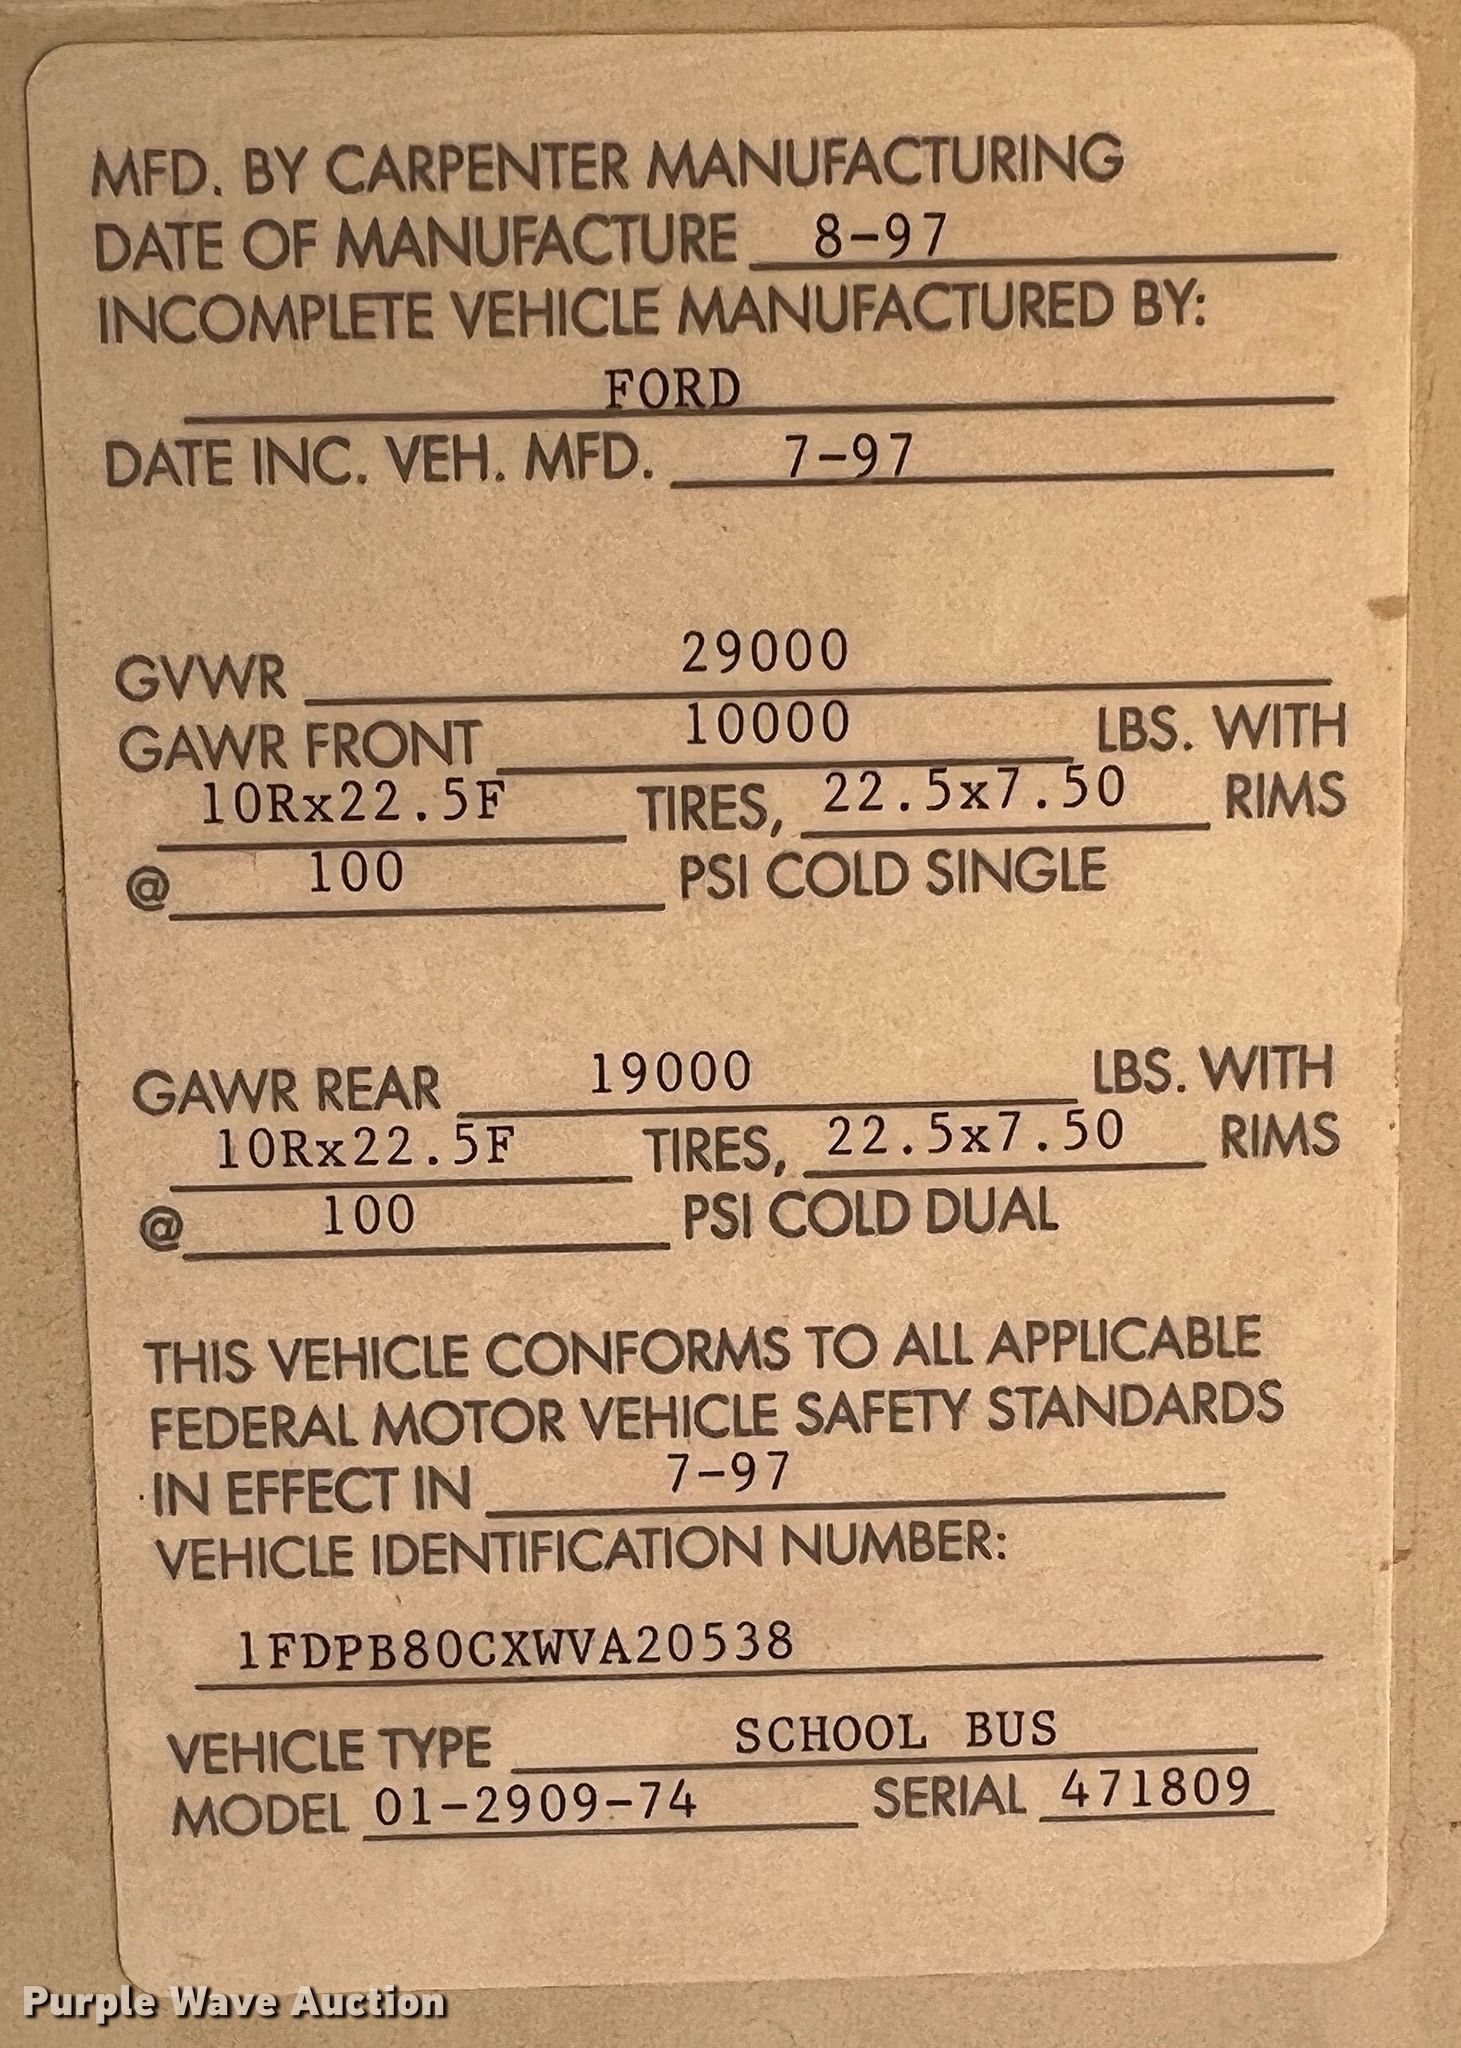 MFD. BY CARPENTER MANUFACTURING
DATE OF MANUFACTURE 8-97
INCOMPLETE VEHICLE MANUFACTURED BY:
FORD
DATE INC. VEH. MFD. 7-97
GVWR 29000
GAWR FRONT 10000 LBS. WITH
10Rx22.5F TIRES, 22.5x7.50 RIMS
@ 100 PSI COLD SINGLE
GAWR REAR 19000 LBS. WITH
10Rx22.5F TIRES, 22.5x7.50 RIMS
@ 100 PSI COLD DUAL
THIS VEHICLE CONFORMS TO ALL APPLICABLE
FEDERAL MOTOR VEHICLE SAFETY STANDARDS
IN EFFECT IN 7-97
VEHICLE IDENTIFICATION NUMBER:
1FDPB80CXWVA20538
VEHICLE TYPE SCHOOL BUS
MODEL 01-2909-74 SERIAL 471809
Purple Wave Auction